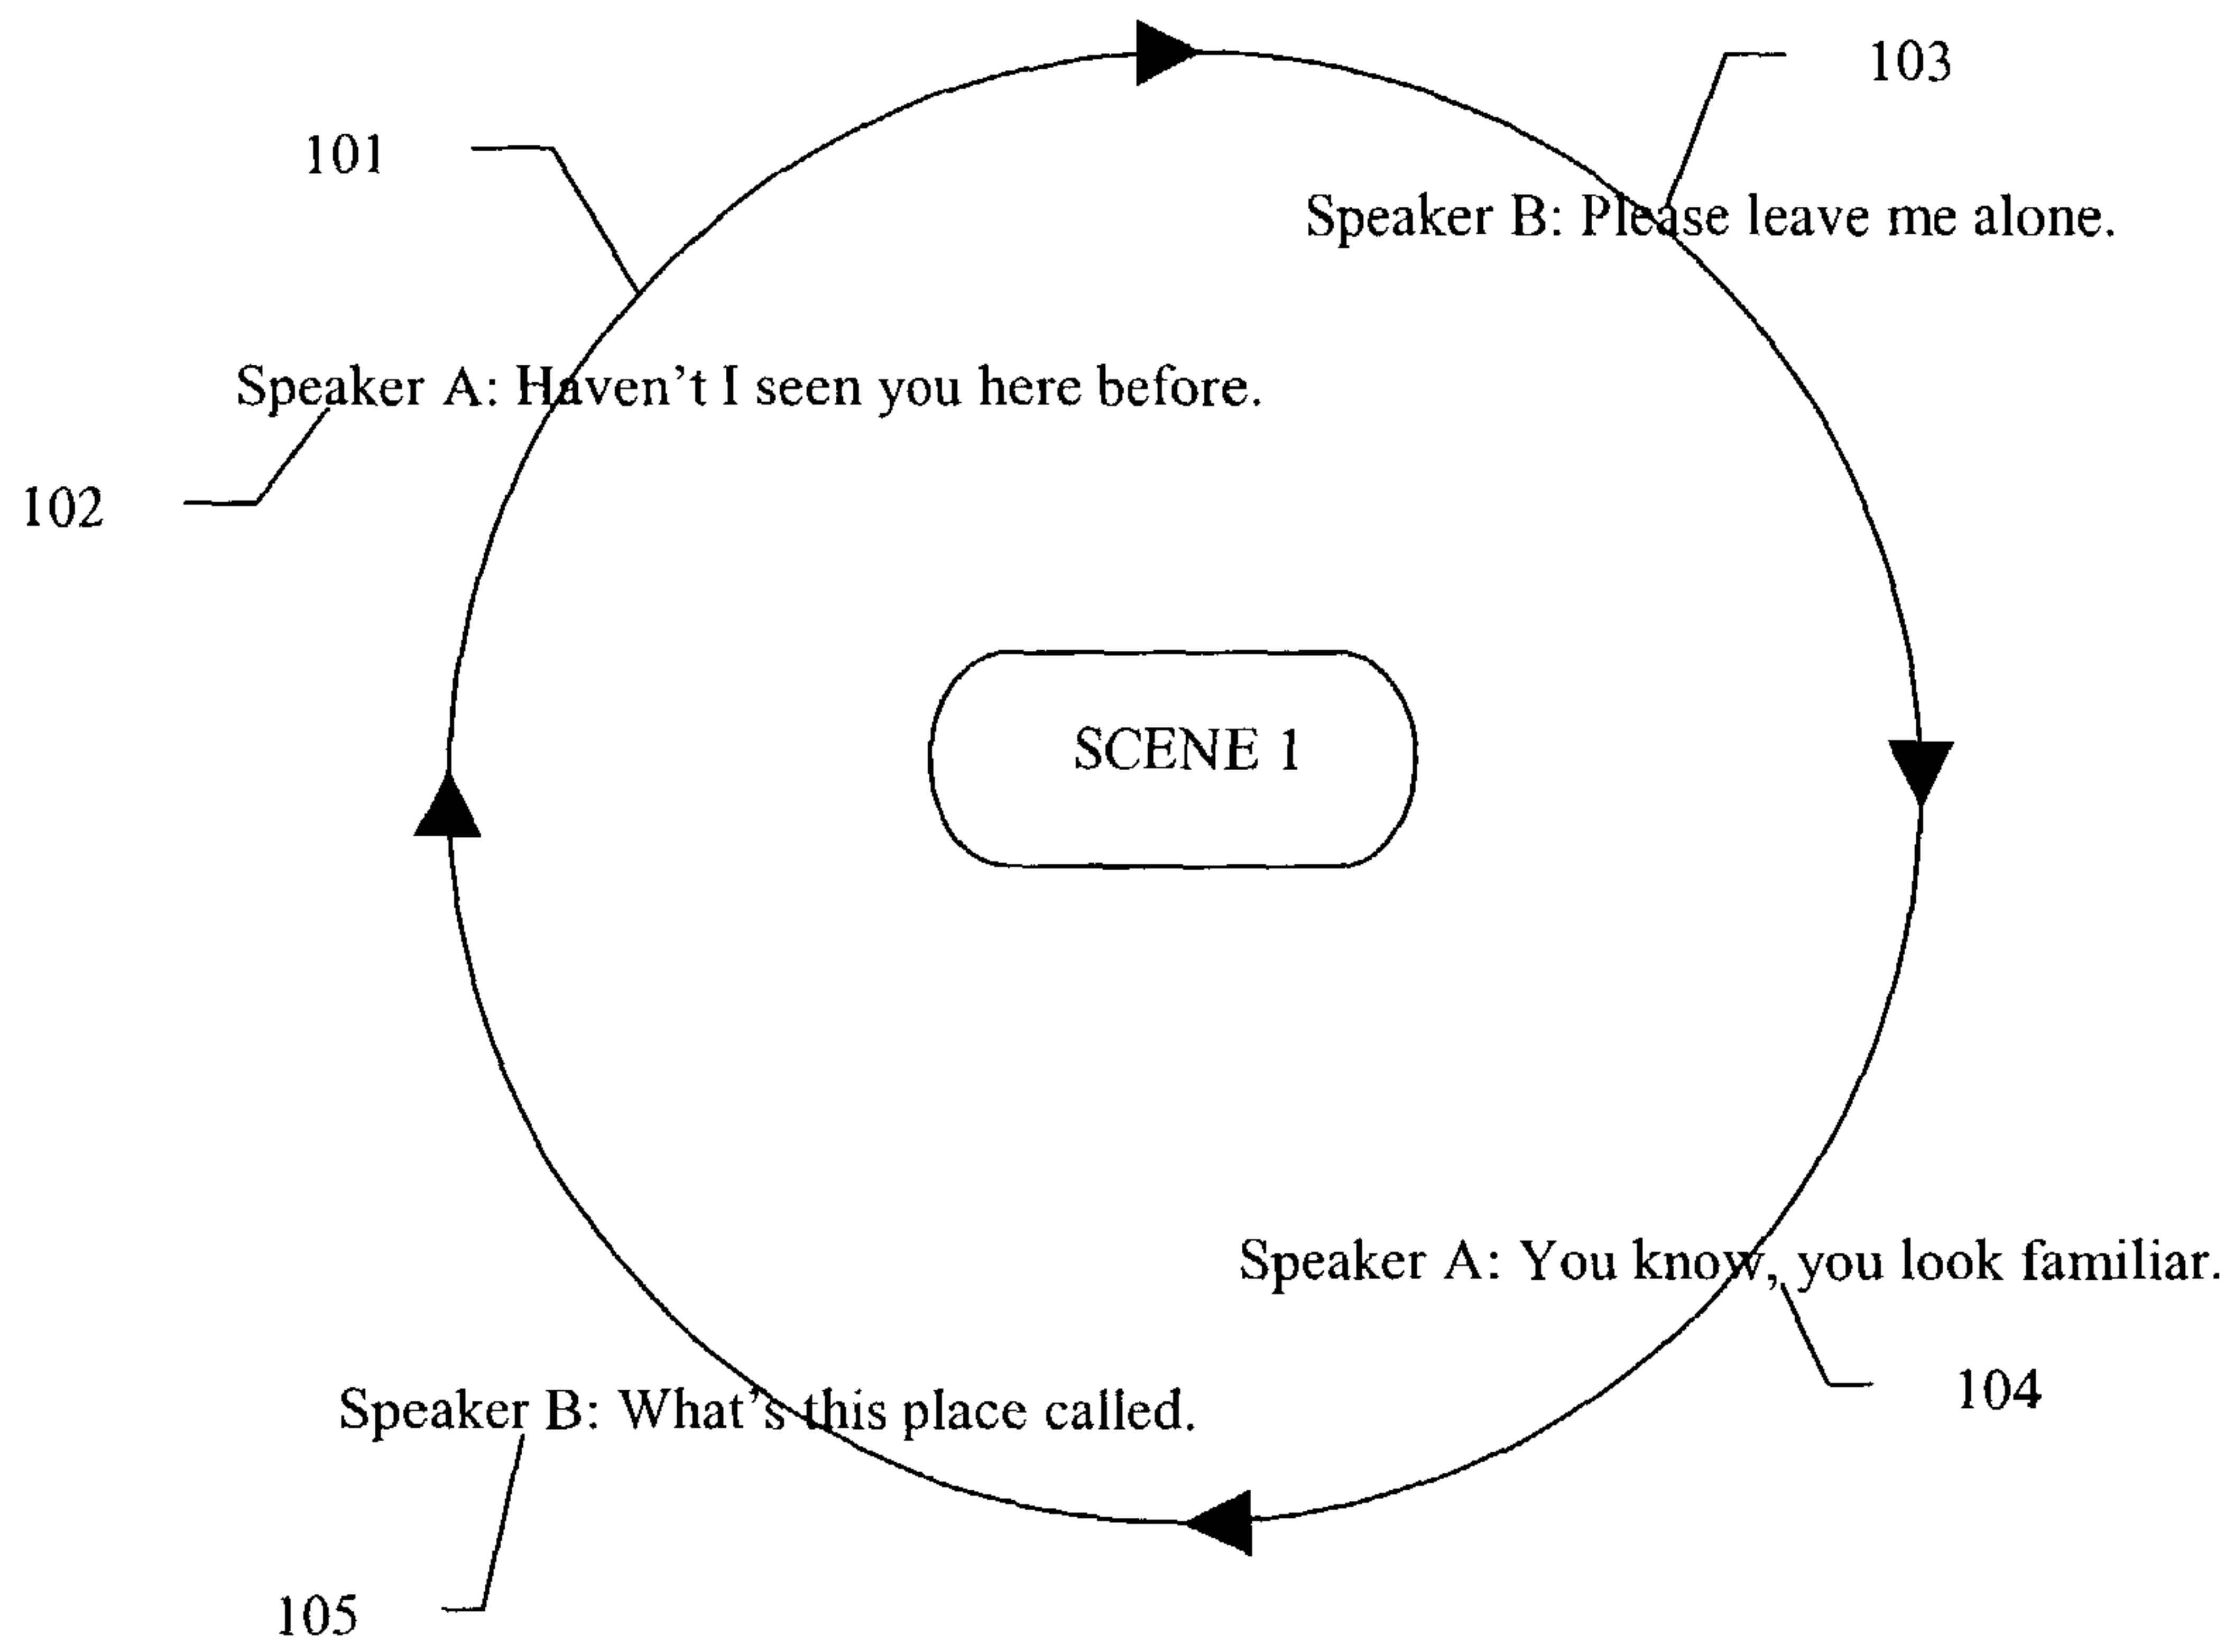 103
101
Speaker B: Please leave me alone.
Speaker A: Haven't I seen you here before.
102
SCENE 1
Speaker A: You know, you look familiar.
104
Speaker B: What's this place called.
105